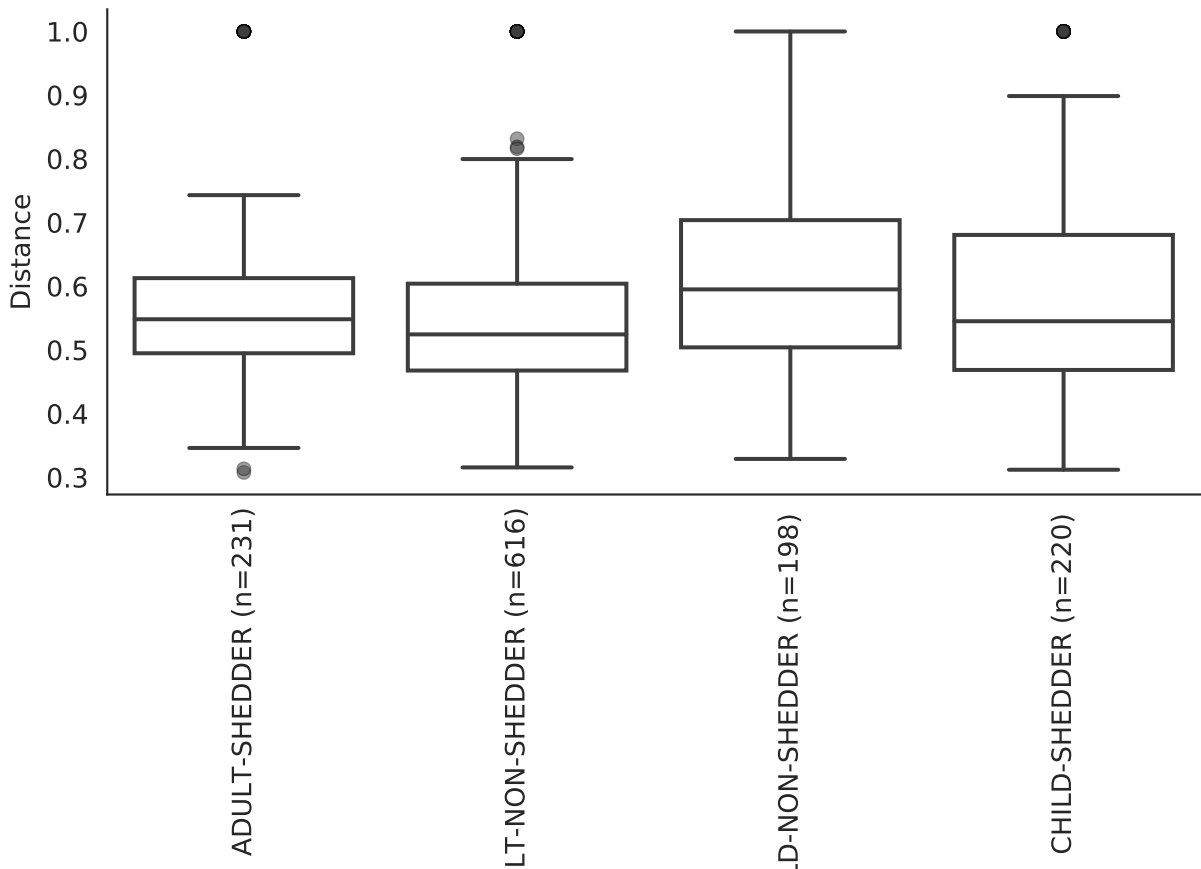 1.0
0.9
0.8
0.7
0.6
0.5
0.4
0.3
Distance
ADULT-SHEDDER (n=231)
LT-NON-SHEDDER (n=616)
LD-NON-SHEDDER (n=198)
CHILD-SHEDDER (n=220)